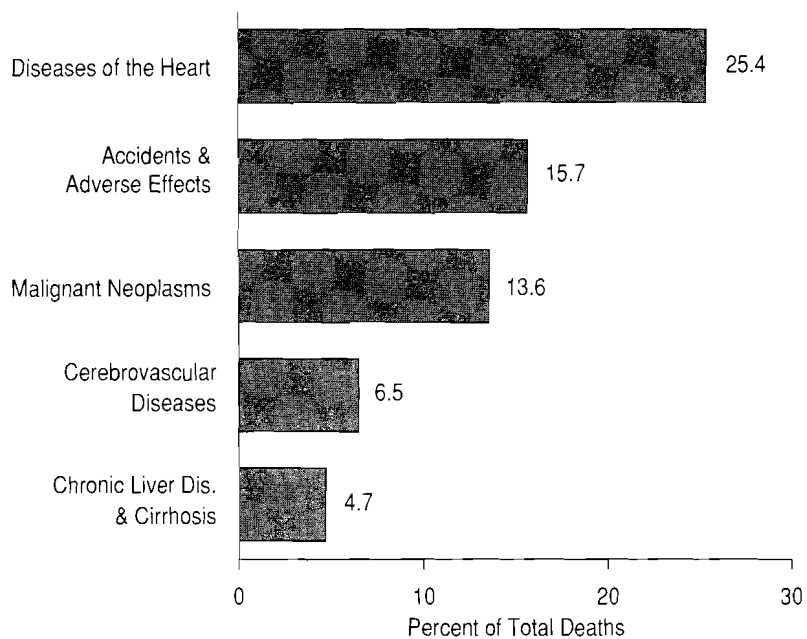 Diseases of the Heart
25.4
Accidents &
Adverse Effects
15.7
Malignant Neoplasms
13.6
Cerebrovascular
Diseases
6.5
Chronic Liver Dis.
& Cirrhosis
4.7
0 10 20 30
Percent of Total Deaths